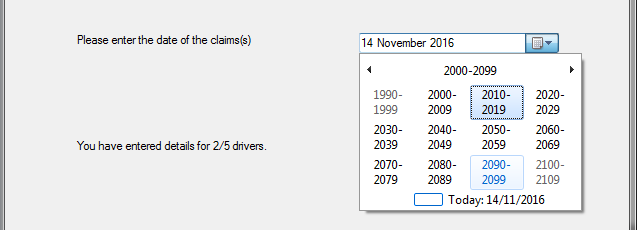 Please enter the date of the claims(s)
14 November 2016
2000-2099
1990- 2000- 2010- 2020-
1999 2009 2019 2029
2030- 2040- 2050- 2060-
2039 2049 2059 2069
You have entered details for 2/5 drivers.
2070- 2080- 2090- 2100-
2079 2089 2099 2109
Today: 14/11/2016